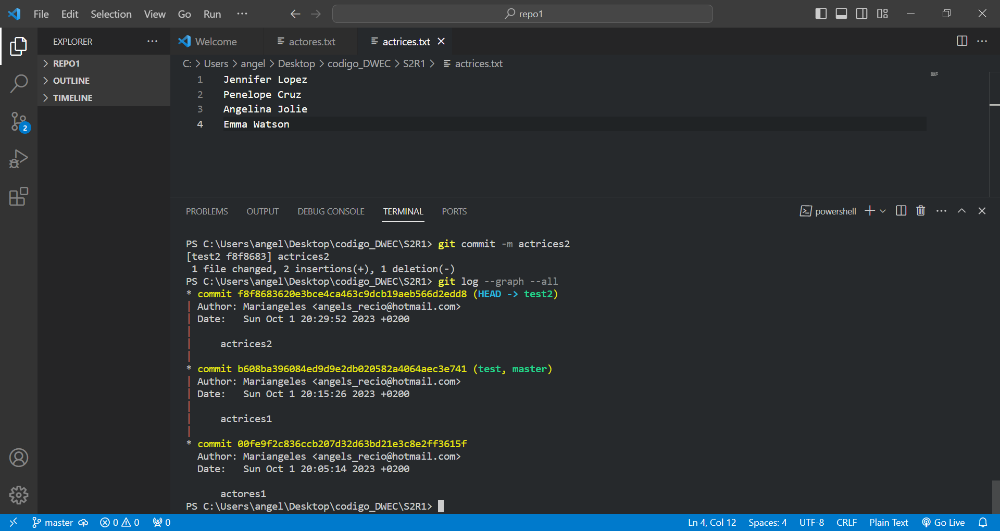 File Edit Selection View Go Run ··· repo1
EXPLORER ··· Welcome actores.txt actrices.txt
REPO1
OUTLINE
TIMELINE
C: > Users > angel > Desktop > codigo_DWEC > S2R1 > actrices.txt
1 Jennifer Lopez
2 Penelope Cruz
3 Angelina Jolie
4 Emma Watson
2
PROBLEMS OUTPUT DEBUG CONSOLE TERMINAL PORTS powershell
PS C:\Users\angel\Desktop\codigo_DWEC\S2R1> git commit -m actrices2
[test2 f8f8683] actrices2
1 file changed, 2 insertions(+), 1 deletion(-)
PS C:\Users\angel\Desktop\codigo_DWEC\S2R1> git log --graph --all
* commit f8f8683620e3bce4ca463c9dcb19aeb566d2edd8 (HEAD -> test2)
| Author: Mariangeles <angels_recio@hotmail.com>
| Date:   Sun Oct 1 20:29:52 2023 +0200
|
|     actrices2
|
* commit b608ba396084ed9d9e2db020582a4064aec3e741 (test, master)
| Author: Mariangeles <angels_recio@hotmail.com>
| Date:   Sun Oct 1 20:15:26 2023 +0200
|
|     actrices1
|
* commit 00fe9f2c836ccb207d32d63bd21e3c8e2ff3615f
Author: Mariangeles <angels_recio@hotmail.com>
Date:   Sun Oct 1 20:05:14 2023 +0200
actores1
PS C:\Users\angel\Desktop\codigo_DWEC\S2R1>
master 0 0 0 Ln 4, Col 12 Spaces: 4 UTF-8 CRLF Plain Text Go Live